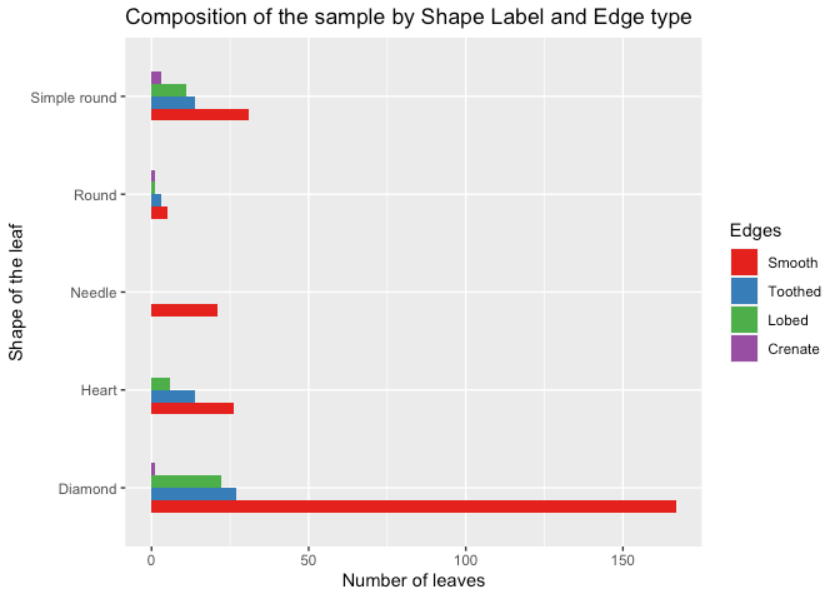 Composition of the sample by Shape Label and Edge type
Simple round
Round
Needle
Heart
Diamond
Shape of the leaf
0
50
100
150
Number of leaves
Edges
Smooth
Toothed
Lobed
Crenate